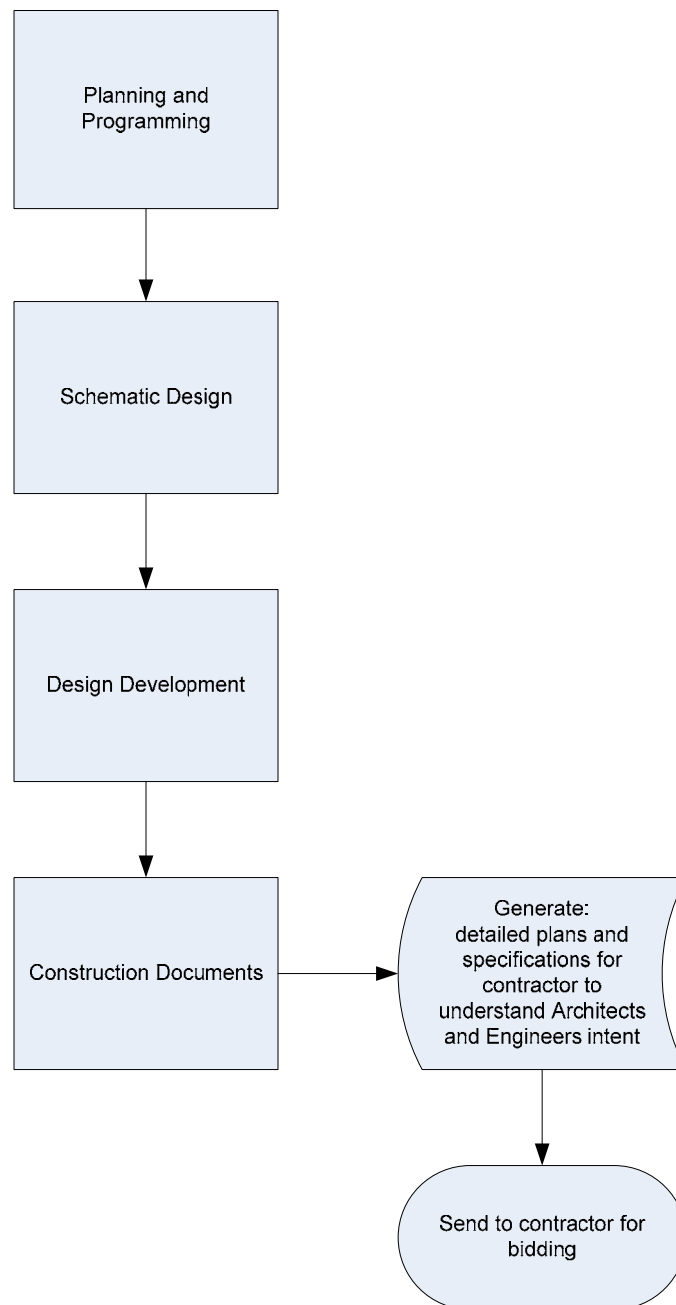 Planning and
Programming
Schematic Design
Design Development
Construction Documents
Generate:
detailed plans and
specifications for
contractor to
understand Architects
and Engineers intent
Send to contractor for
bidding